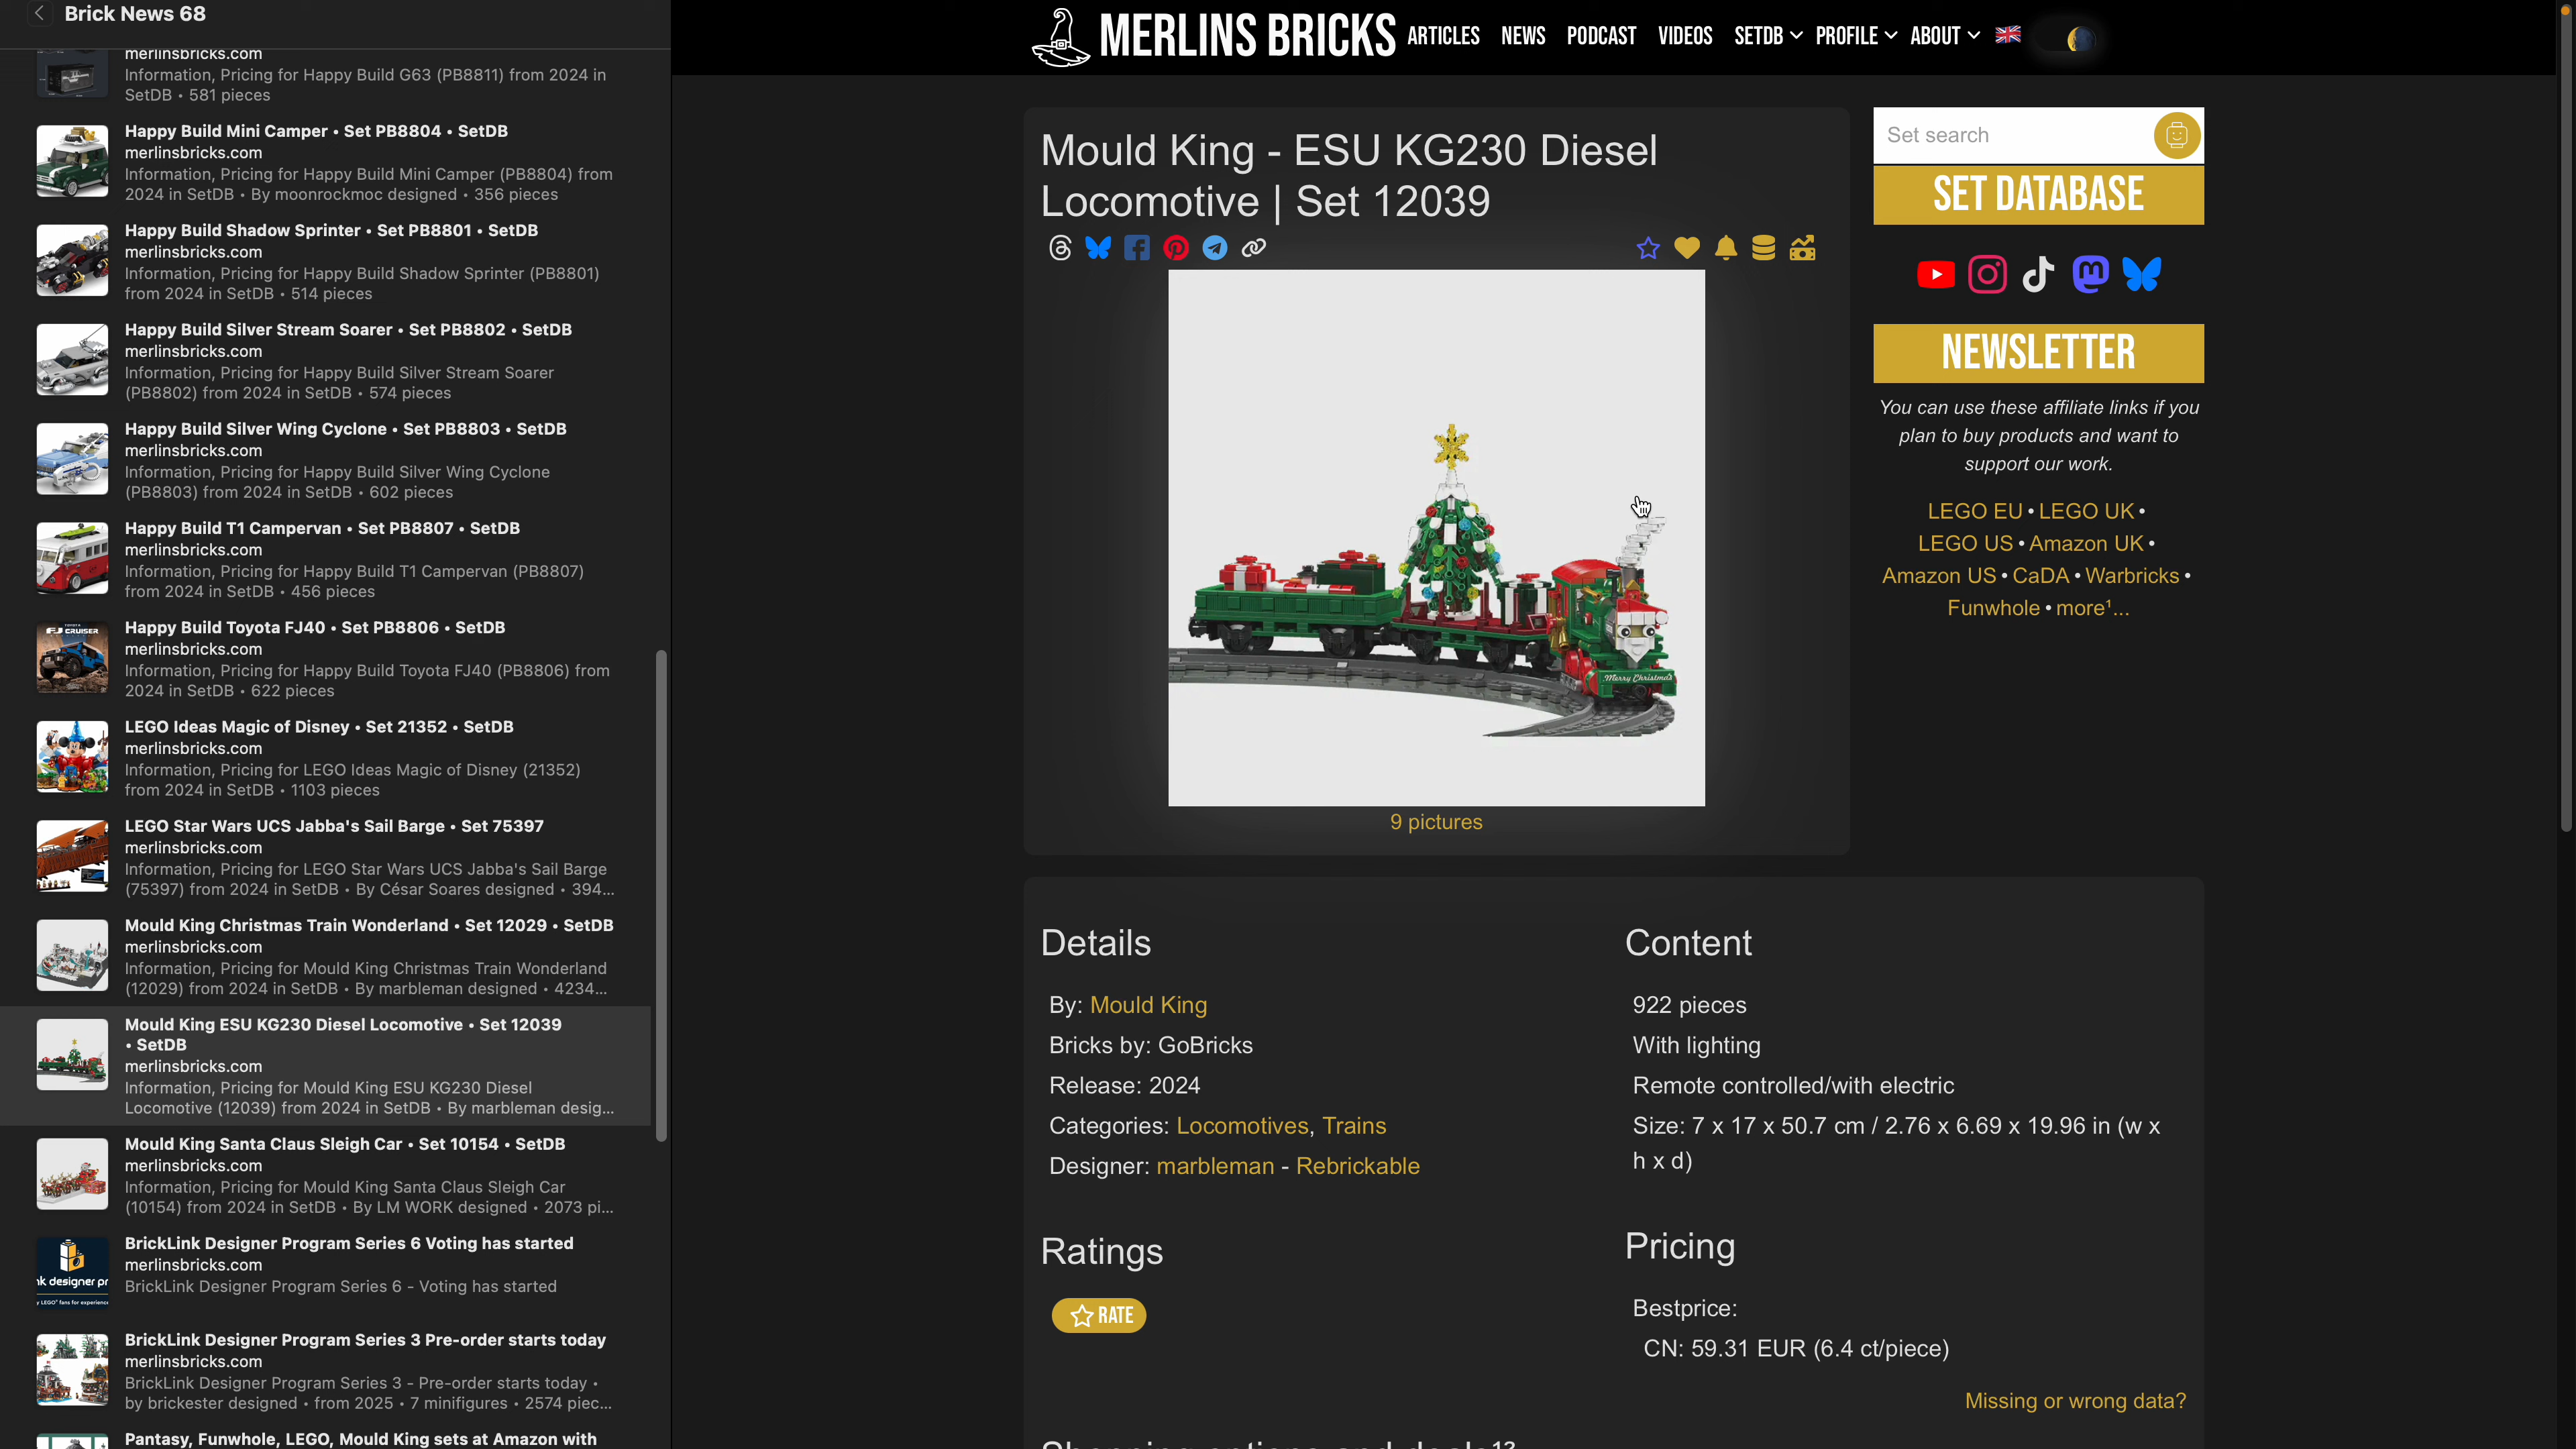 Brick News 68
merlinsbricks.com
Information, Pricing for Happy Build G63 (PB8811) from 2024 in
SetDB • 581 pieces
Happy Build Mini Camper • Set PB8804 • SetDB
merlinsbricks.com
Information, Pricing for Happy Build Mini Camper (PB8804) from
2024 in SetDB • By moonrockmoc designed • 356 pieces
Happy Build Shadow Sprinter • Set PB8801 • SetDB
merlinsbricks.com
Information, Pricing for Happy Build Shadow Sprinter (PB8801)
from 2024 in SetDB • 514 pieces
Happy Build Silver Stream Soarer • Set PB8802 • SetDB
merlinsbricks.com
Information, Pricing for Happy Build Silver Stream Soarer
(PB8802) from 2024 in SetDB • 574 pieces
Happy Build Silver Wing Cyclone • Set PB8803 • SetDB
merlinsbricks.com
Information, Pricing for Happy Build Silver Wing Cyclone
(PB8803) from 2024 in SetDB • 602 pieces
Happy Build T1 Campervan • Set PB8807 • SetDB
merlinsbricks.com
Information, Pricing for Happy Build T1 Campervan (PB8807)
from 2024 in SetDB • 456 pieces
FJ CRUISER
Happy Build Toyota FJ40 • Set PB8806 • SetDB
merlinsbricks.com
Information, Pricing for Happy Build Toyota FJ40 (PB8806) from
2024 in SetDB • 622 pieces
LEGO Ideas Magic of Disney • Set 21352 • SetDB
merlinsbricks.com
Information, Pricing for LEGO Ideas Magic of Disney (21352)
from 2024 in SetDB • 1103 pieces
LEGO Star Wars UCS Jabba's Sail Barge • Set 75397
merlinsbricks.com
Information, Pricing for LEGO Star Wars UCS Jabba's Sail Barge
(75397) from 2024 in SetDB • By César Soares designed • 394...
Mould King Christmas Train Wonderland • Set 12029 • SetDB
merlinsbricks.com
Information, Pricing for Mould King Christmas Train Wonderland
(12029) from 2024 in SetDB • By marbleman designed • 4234...
Mould King ESU KG230 Diesel Locomotive • Set 12039
• SetDB
merlinsbricks.com
Information, Pricing for Mould King ESU KG230 Diesel
Locomotive (12039) from 2024 in SetDB • By marbleman desig...
Mould King Santa Claus Sleigh Car • Set 10154 • SetDB
merlinsbricks.com
Information, Pricing for Mould King Santa Claus Sleigh Car
(10154) from 2024 in SetDB • By LM WORK designed • 2073 pi...
nk designer pr
y LEGO® fans for experience
BrickLink Designer Program Series 6 Voting has started
merlinsbricks.com
BrickLink Designer Program Series 6 - Voting has started
BrickLink Designer Program Series 3 Pre-order starts today
merlinsbricks.com
BrickLink Designer Program Series 3 - Pre-order starts today •
by brickester designed • from 2025 • 7 minifigures • 2574 piec...
Pantasy, Funwhole, LEGO, Mould King sets at Amazon with
MERLINS BRICKS
ARTICLES NEWS PODCAST VIDEOS SETDB PROFILE ABOUT
Mould King - ESU KG230 Diesel
Locomotive | Set 12039
Merry Christmas
9 pictures
Set search
SET DATABASE
NEWSLETTER
You can use these affiliate links if you
plan to buy products and want to
support our work.
LEGO EU • LEGO UK •
LEGO US • Amazon UK •
Amazon US • CaDA • Warbricks •
Funwhole • more¹...
Details
By: Mould King
Bricks by: GoBricks
Release: 2024
Categories: Locomotives, Trains
Designer: marbleman - Rebrickable
Content
922 pieces
With lighting
Remote controlled/with electric
Size: 7 x 17 x 50.7 cm / 2.76 x 6.69 x 19.96 in (w x
h x d)
Ratings
RATE
Pricing
Bestprice:
CN: 59.31 EUR (6.4 ct/piece)
Missing or wrong data?